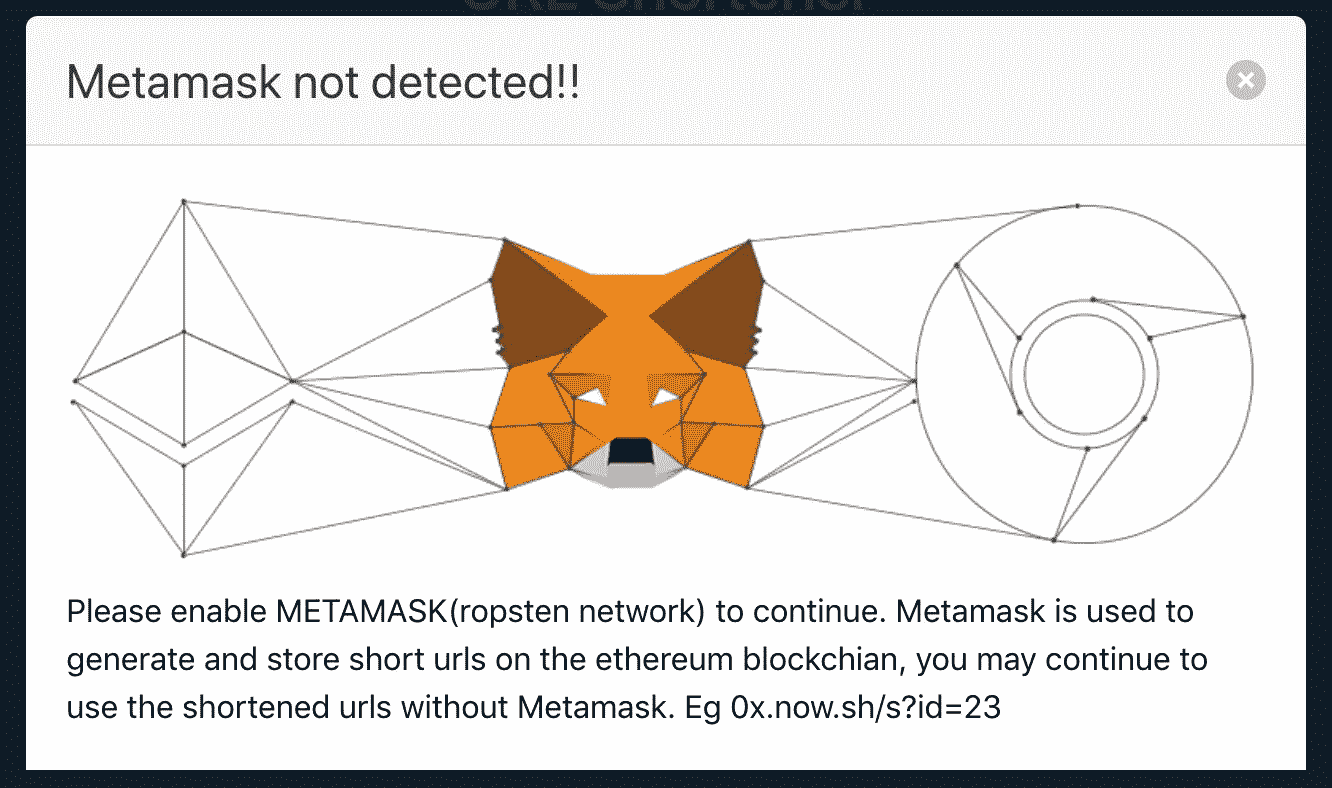 URL Shortener
Metamask not detected!!
Please enable METAMASK(ropsten network) to continue. Metamask is used to
generate and store short urls on the ethereum blockchian, you may continue to
use the shortened urls without Metamask. Eg 0x.now.sh/s?id=23